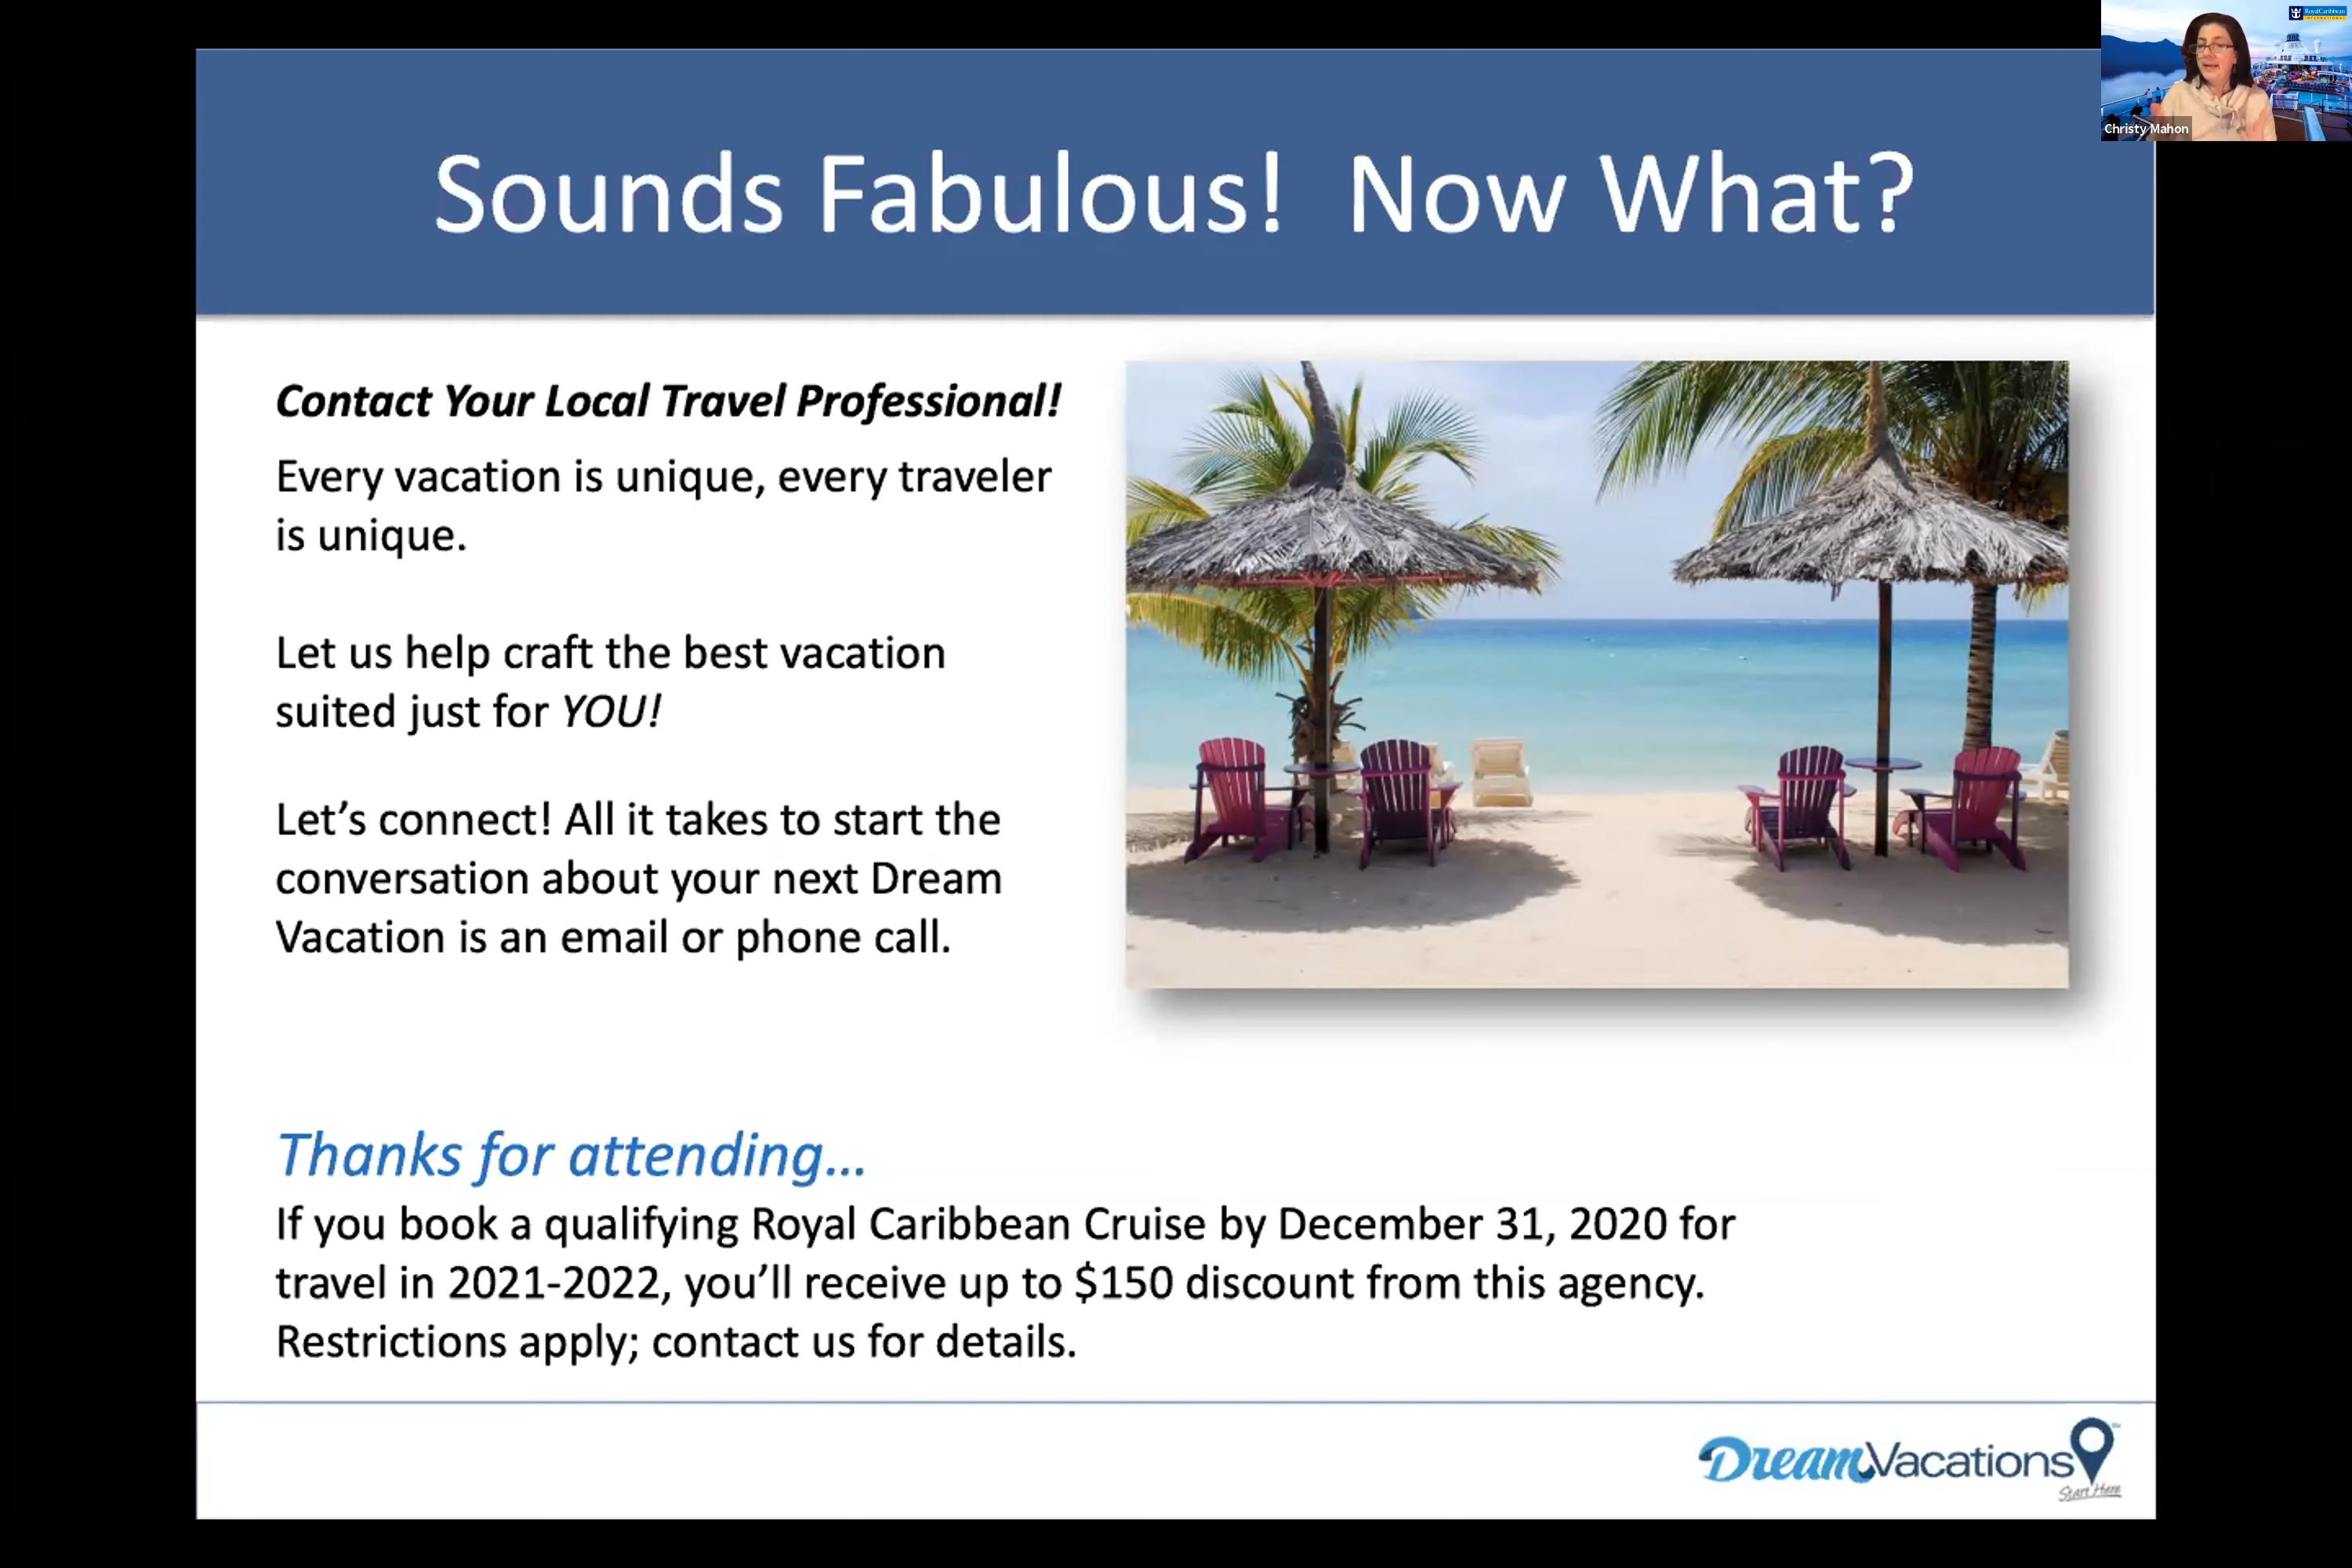 RoyalCaribbean
INTERNATIONAL
Christy Mahon
Sounds Fabulous!  Now What?
Contact Your Local Travel Professional!
Every vacation is unique, every traveler
is unique.
Let us help craft the best vacation
suited just for YOU!
Let’s connect! All it takes to start the
conversation about your next Dream
Vacation is an email or phone call.
Thanks for attending...
If you book a qualifying Royal Caribbean Cruise by December 31, 2020 for
travel in 2021-2022, you’ll receive up to $150 discount from this agency.
Restrictions apply; contact us for details.
DreamVacations
Start Here